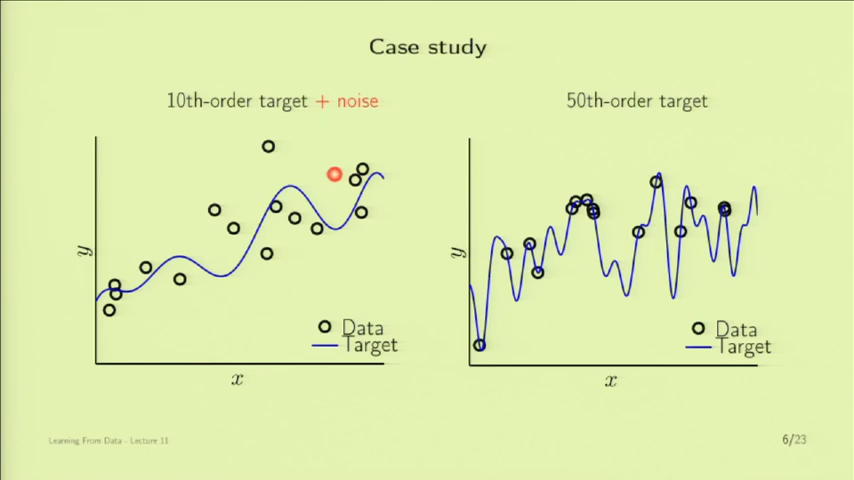 Case study
10th-order target + noise
50th-order target
y
Data
Target
x
y
Data
Target
x
Learning From Data - Lecture 11
6/23